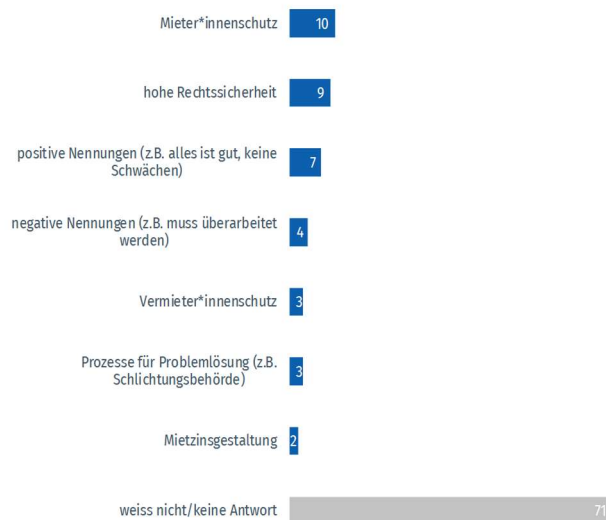 Mieter*innenschutz 10
hohe Rechtssicherheit 9
positive Nennungen (z.B. alles ist gut, keine
Schwächen) 7
negative Nennungen (z.B. muss überarbeitet
werden) 4
Vermieter*innenschutz 3
Prozesse für Problemlösung (z.B.
Schlichtungsbehörde) 3
Mietzinsgestaltung 2
weiss nicht/keine Antwort 71